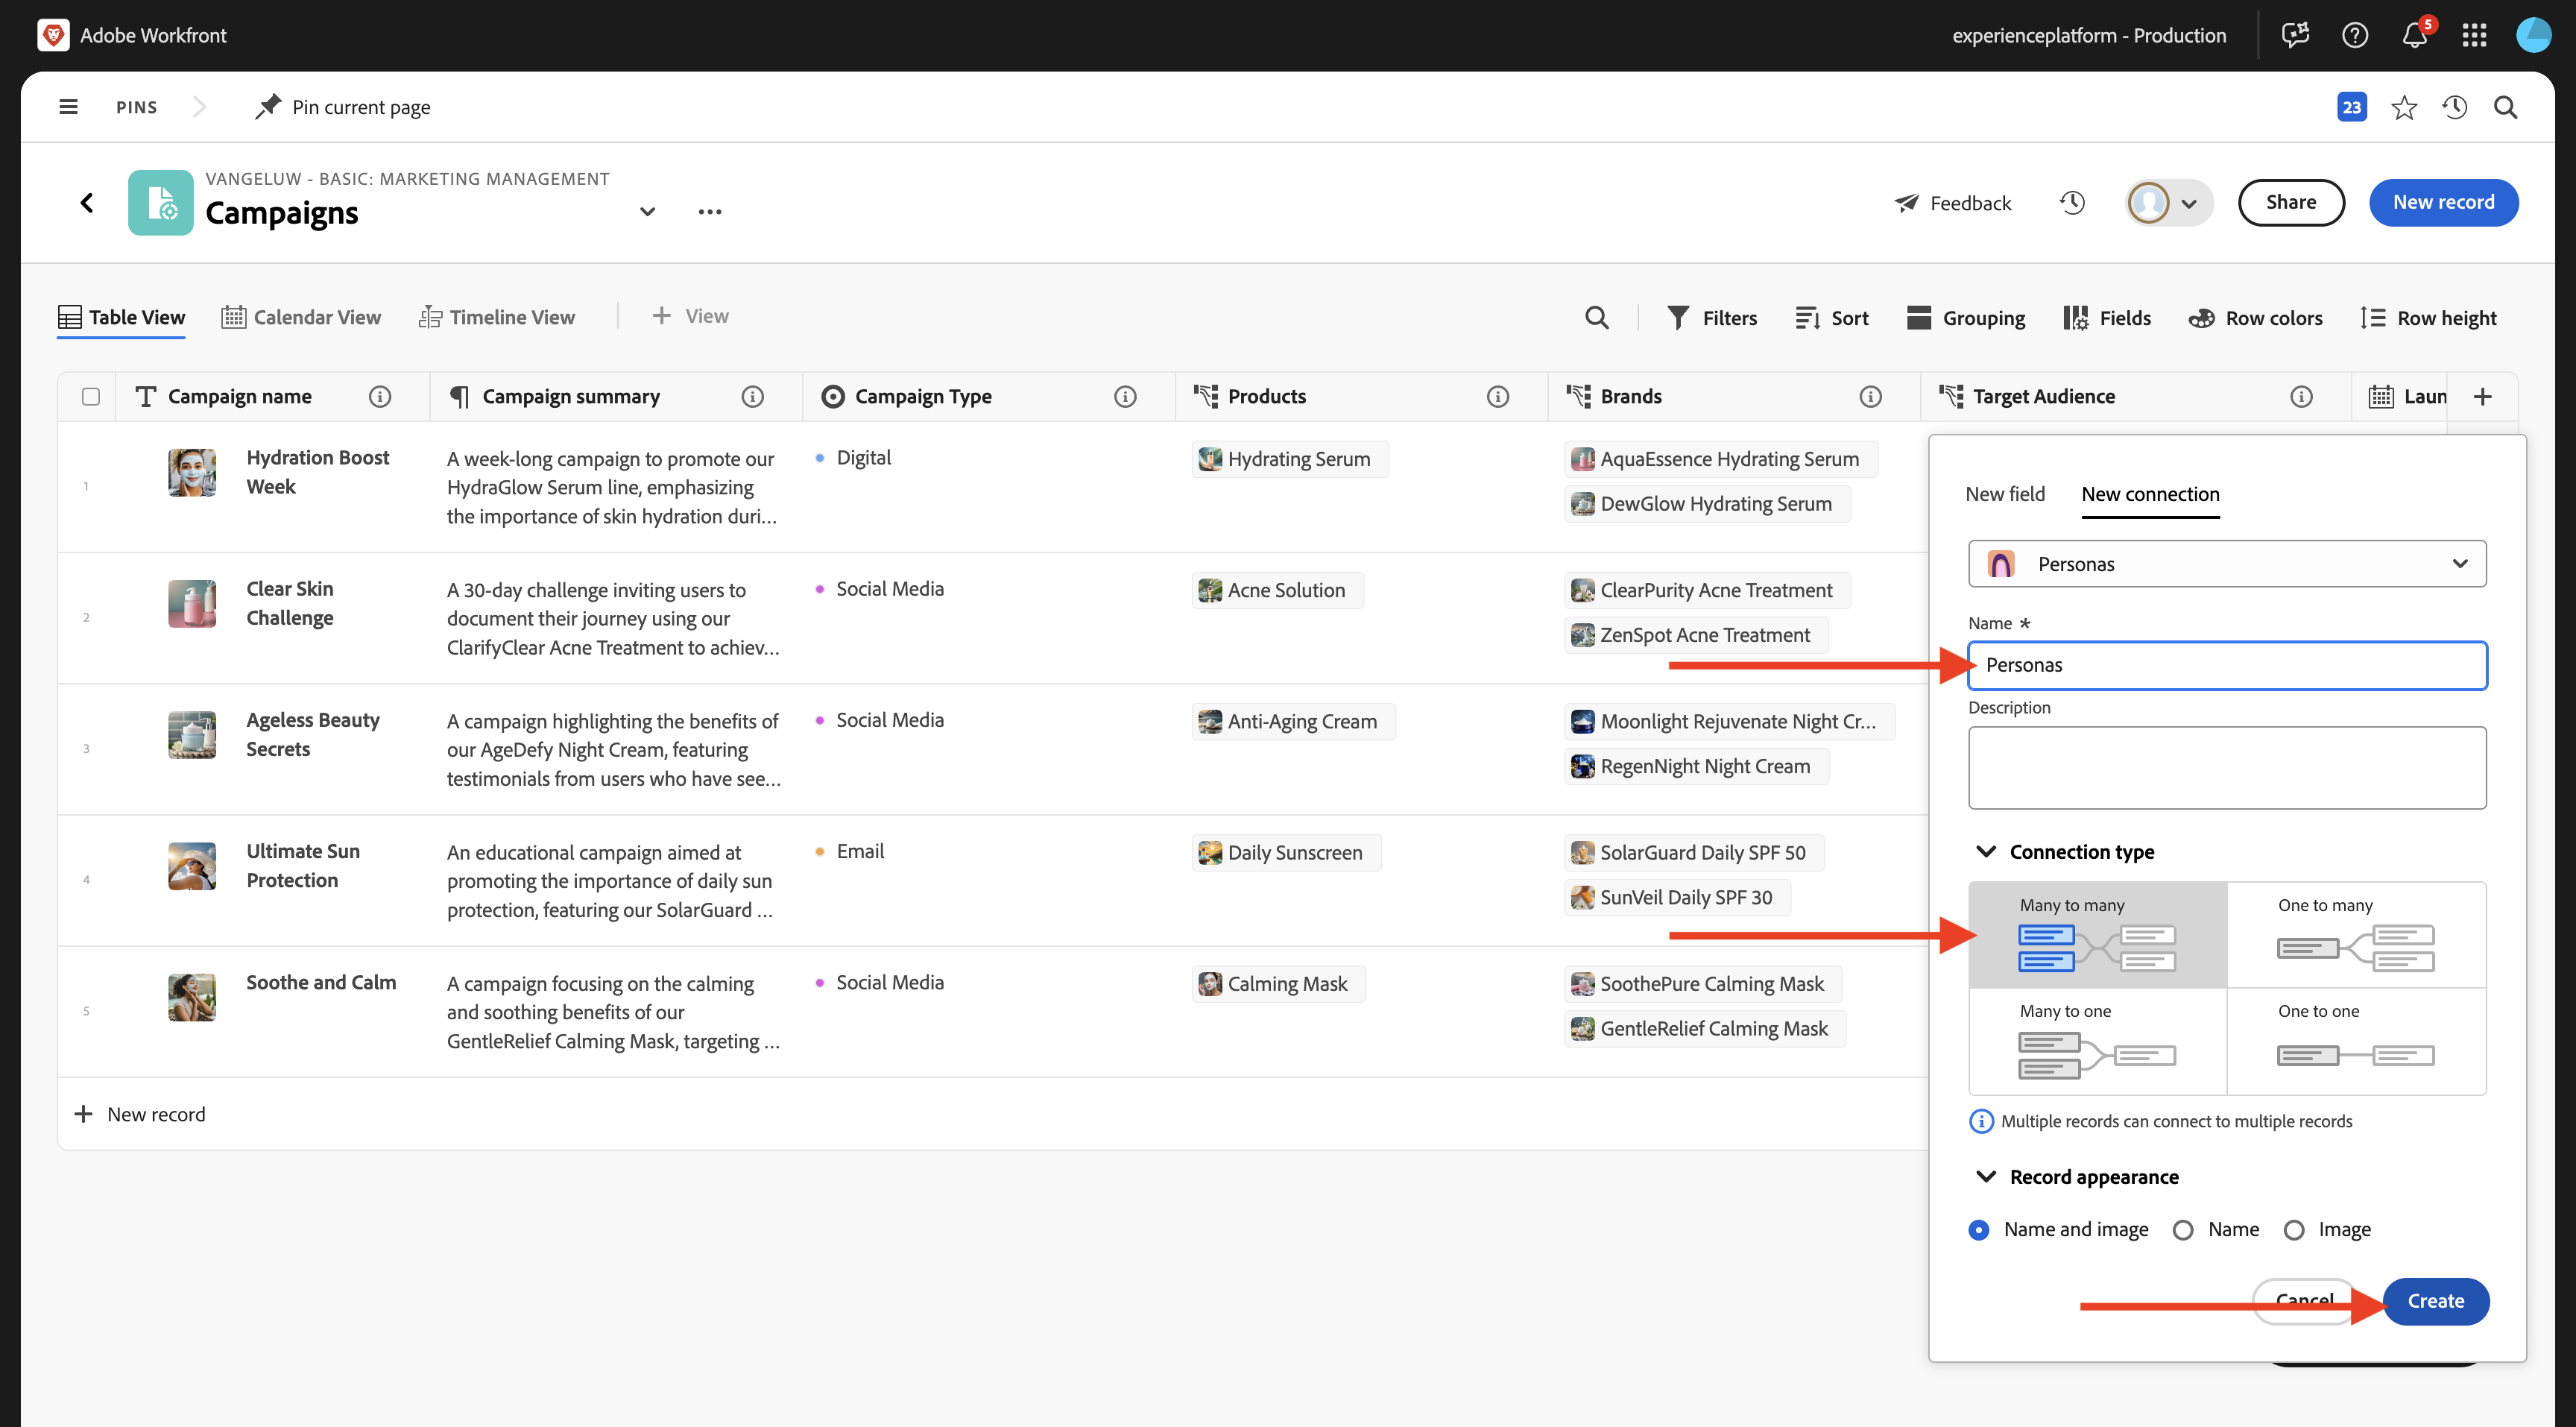 Adobe Workfront
experienceplatform - Production
5
PINS
Pin current page
23
VANGELUW - BASIC: MARKETING MANAGEMENT
Campaigns
Feedback
Share
New record
Table View
Calendar View
Timeline View
View
Filters
Sort
Grouping
Fields
Row colors
Row height
Campaign name
Campaign summary
Campaign Type
Products
Brands
Target Audience
Laun
1
Hydration Boost
Week
A week-long campaign to promote our
HydraGlow Serum line, emphasizing
the importance of skin hydration duri...
Digital
Hydrating Serum
AquaEssence Hydrating Serum
DewGlow Hydrating Serum
2
Clear Skin
Challenge
A 30-day challenge inviting users to
document their journey using our
ClarifyClear Acne Treatment to achiev...
Social Media
Acne Solution
ClearPurity Acne Treatment
ZenSpot Acne Treatment
3
Ageless Beauty
Secrets
A campaign highlighting the benefits of
our AgeDefy Night Cream, featuring
testimonials from users who have see...
Social Media
Anti-Aging Cream
Moonlight Rejuvenate Night Cr...
RegenNight Night Cream
4
Ultimate Sun
Protection
An educational campaign aimed at
promoting the importance of daily sun
protection, featuring our SolarGuard ...
Email
Daily Sunscreen
SolarGuard Daily SPF 50
SunVeil Daily SPF 30
5
Soothe and Calm
A campaign focusing on the calming
and soothing benefits of our
GentleRelief Calming Mask, targeting ...
Social Media
Calming Mask
SoothePure Calming Mask
GentleRelief Calming Mask
New record
New field
New connection
Personas
Name *
Personas
Description
Connection type
Many to many
One to many
Many to one
One to one
Multiple records can connect to multiple records
Record appearance
Name and image
Name
Image
Cancel
Create